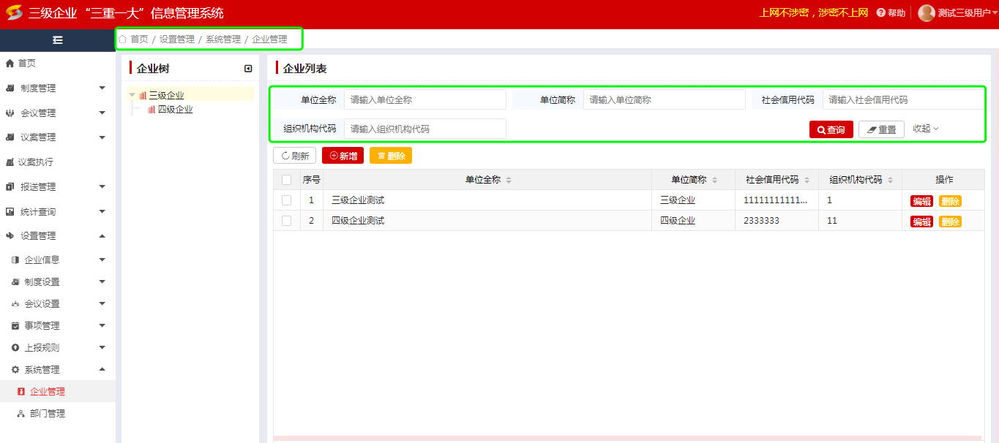 三级企业 “三重一大” 信息管理系统
上网不涉密，涉密不上网
帮助
测试三级用户
首页 / 设置管理 / 系统管理 / 企业管理
首页
制度管理
会议管理
议案管理
议案执行
报送管理
统计查询
设置管理
企业信息
制度设置
会议设置
事项管理
上报规则
系统管理
企业管理
部门管理
企业树
三级企业
四级企业
企业列表
单位全称 请输入单位全称 单位简称 请输入单位简称 社会信用代码 请输入社会信用代码
组织机构代码 请输入组织机构代码 查询 重置 收起
刷新 新增 删除
序号 单位全称 单位简称 社会信用代码 组织机构代码 操作
1 三级企业测试 三级企业 11111111111... 1 编辑 删除
2 四级企业测试 四级企业 2333333 11 编辑 删除